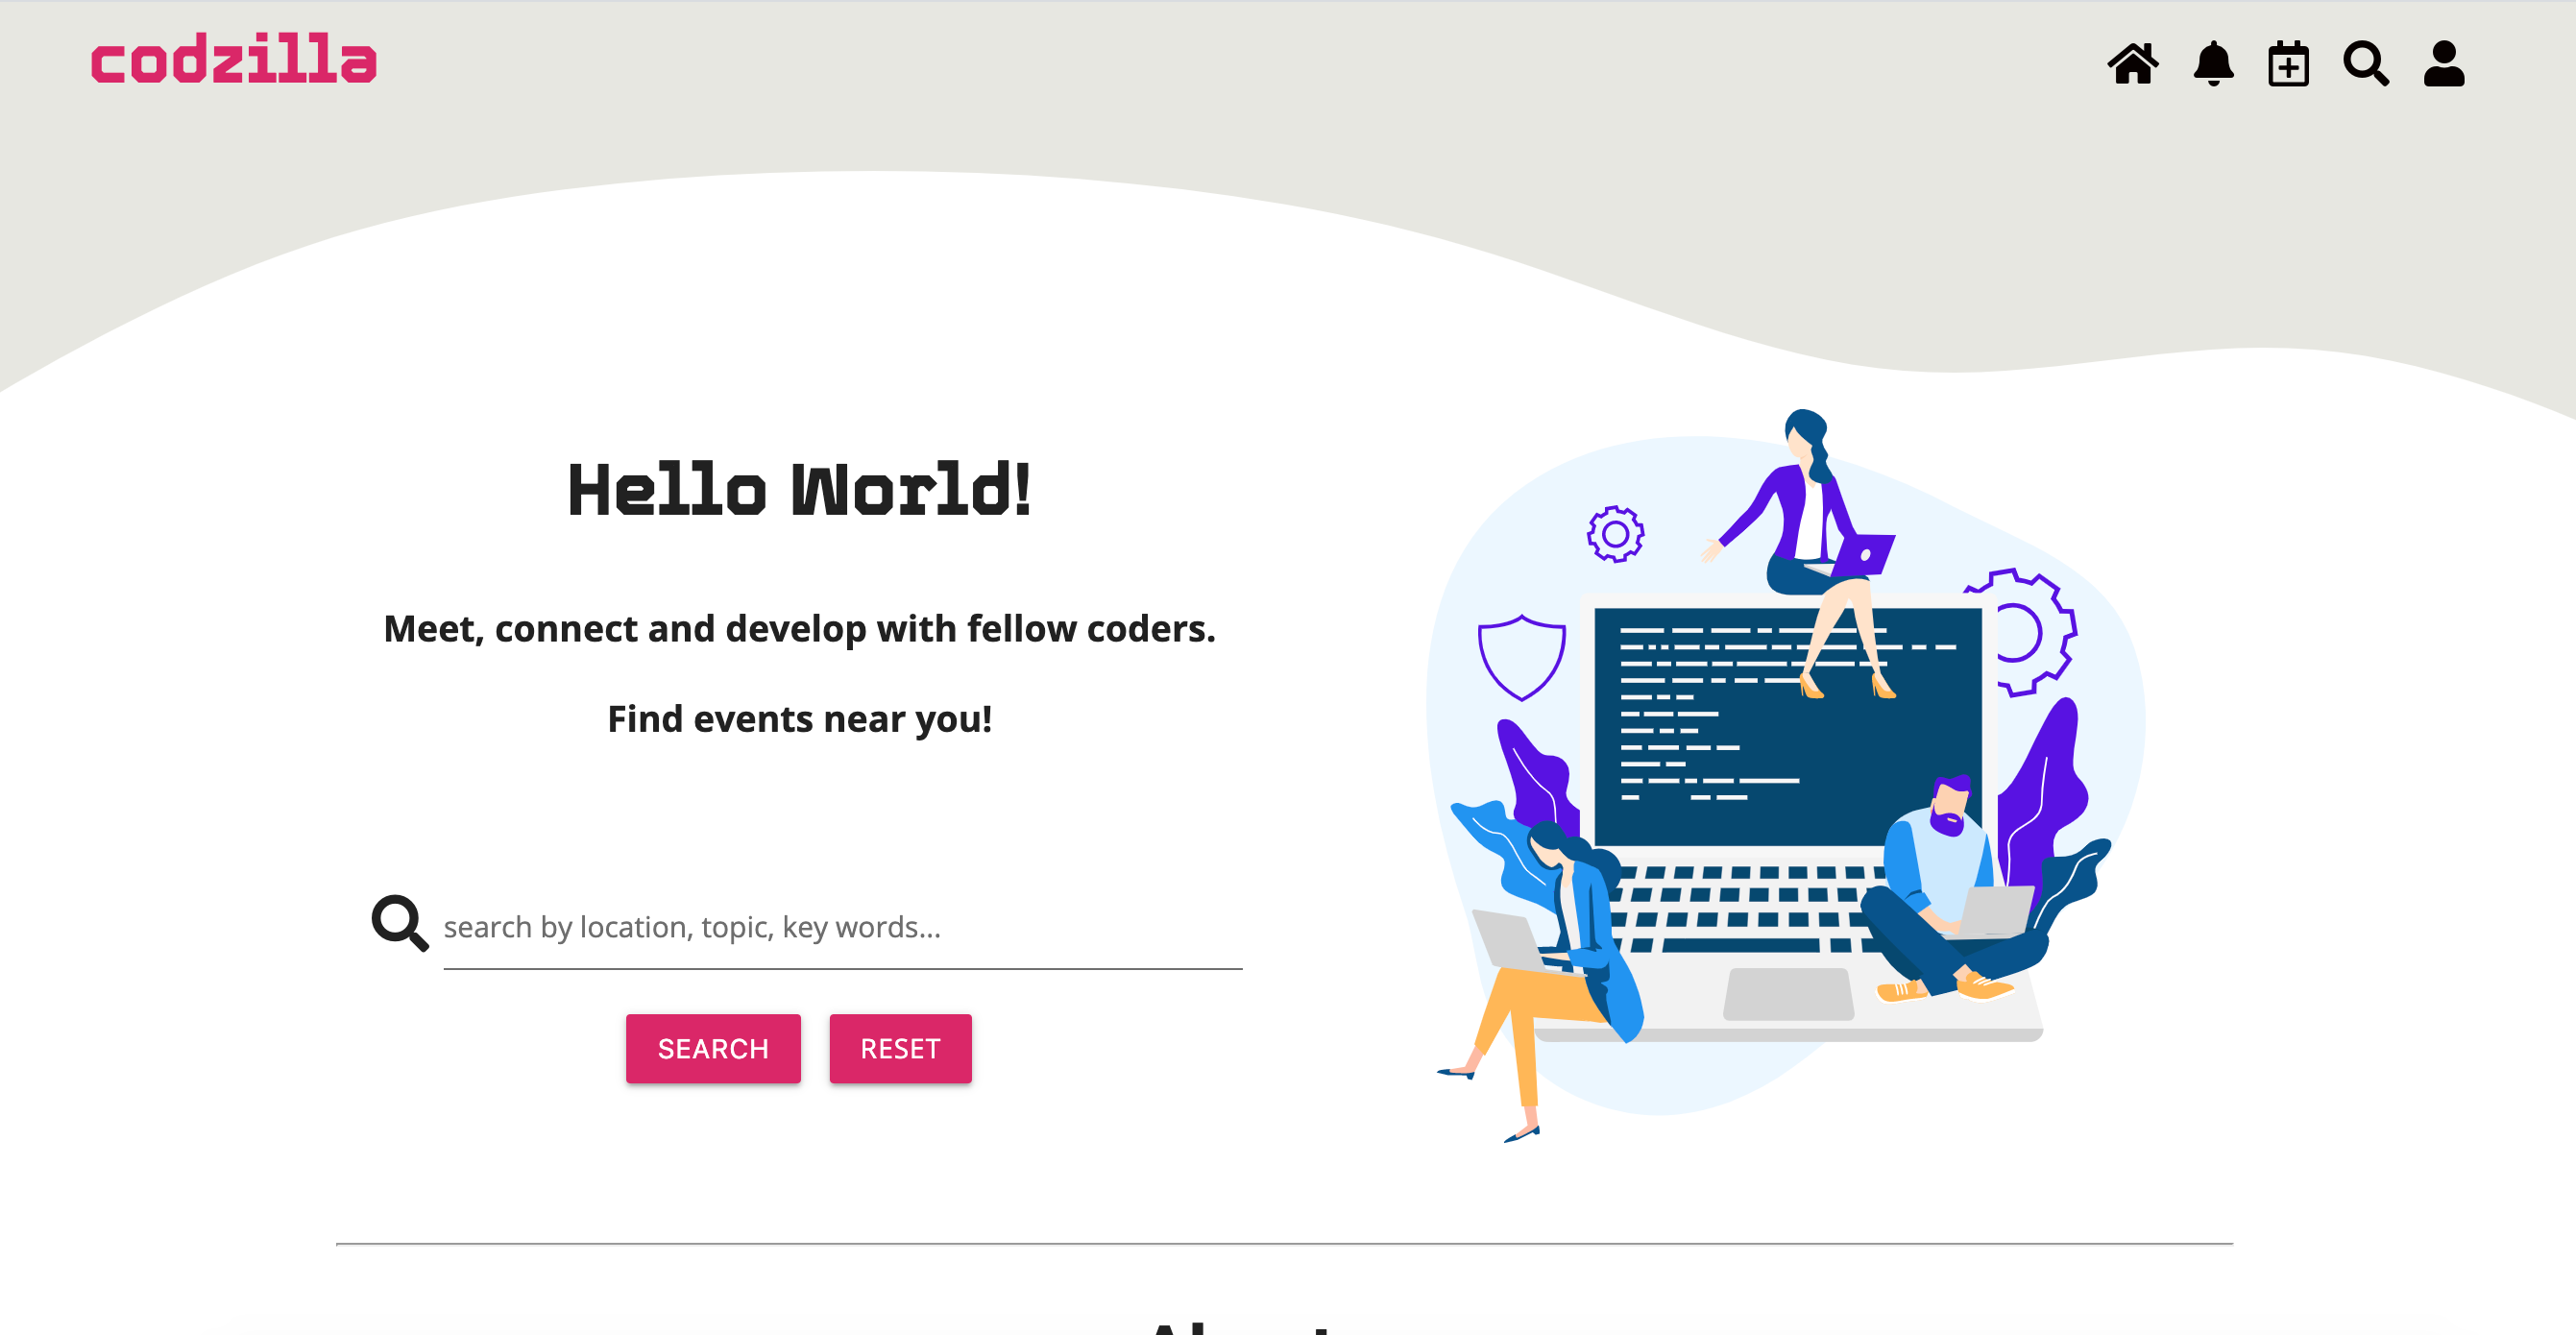 codzilla
Hello World!
Meet, connect and develop with fellow coders.
Find events near you!
search by location, topic, key words...
SEARCH RESET